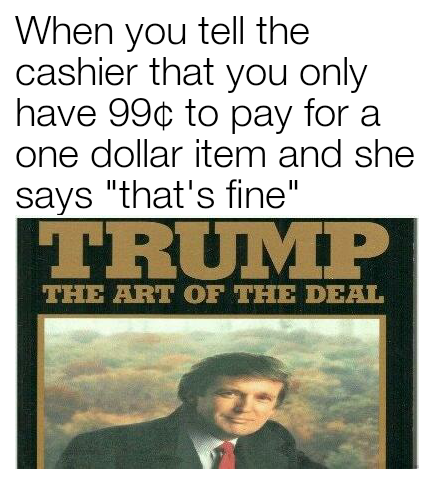 When you tell the
cashier that you only
have 99¢ to pay for a
one dollar item and she
says "that's fine"
TRUMP
THE ART OF THE DEAL